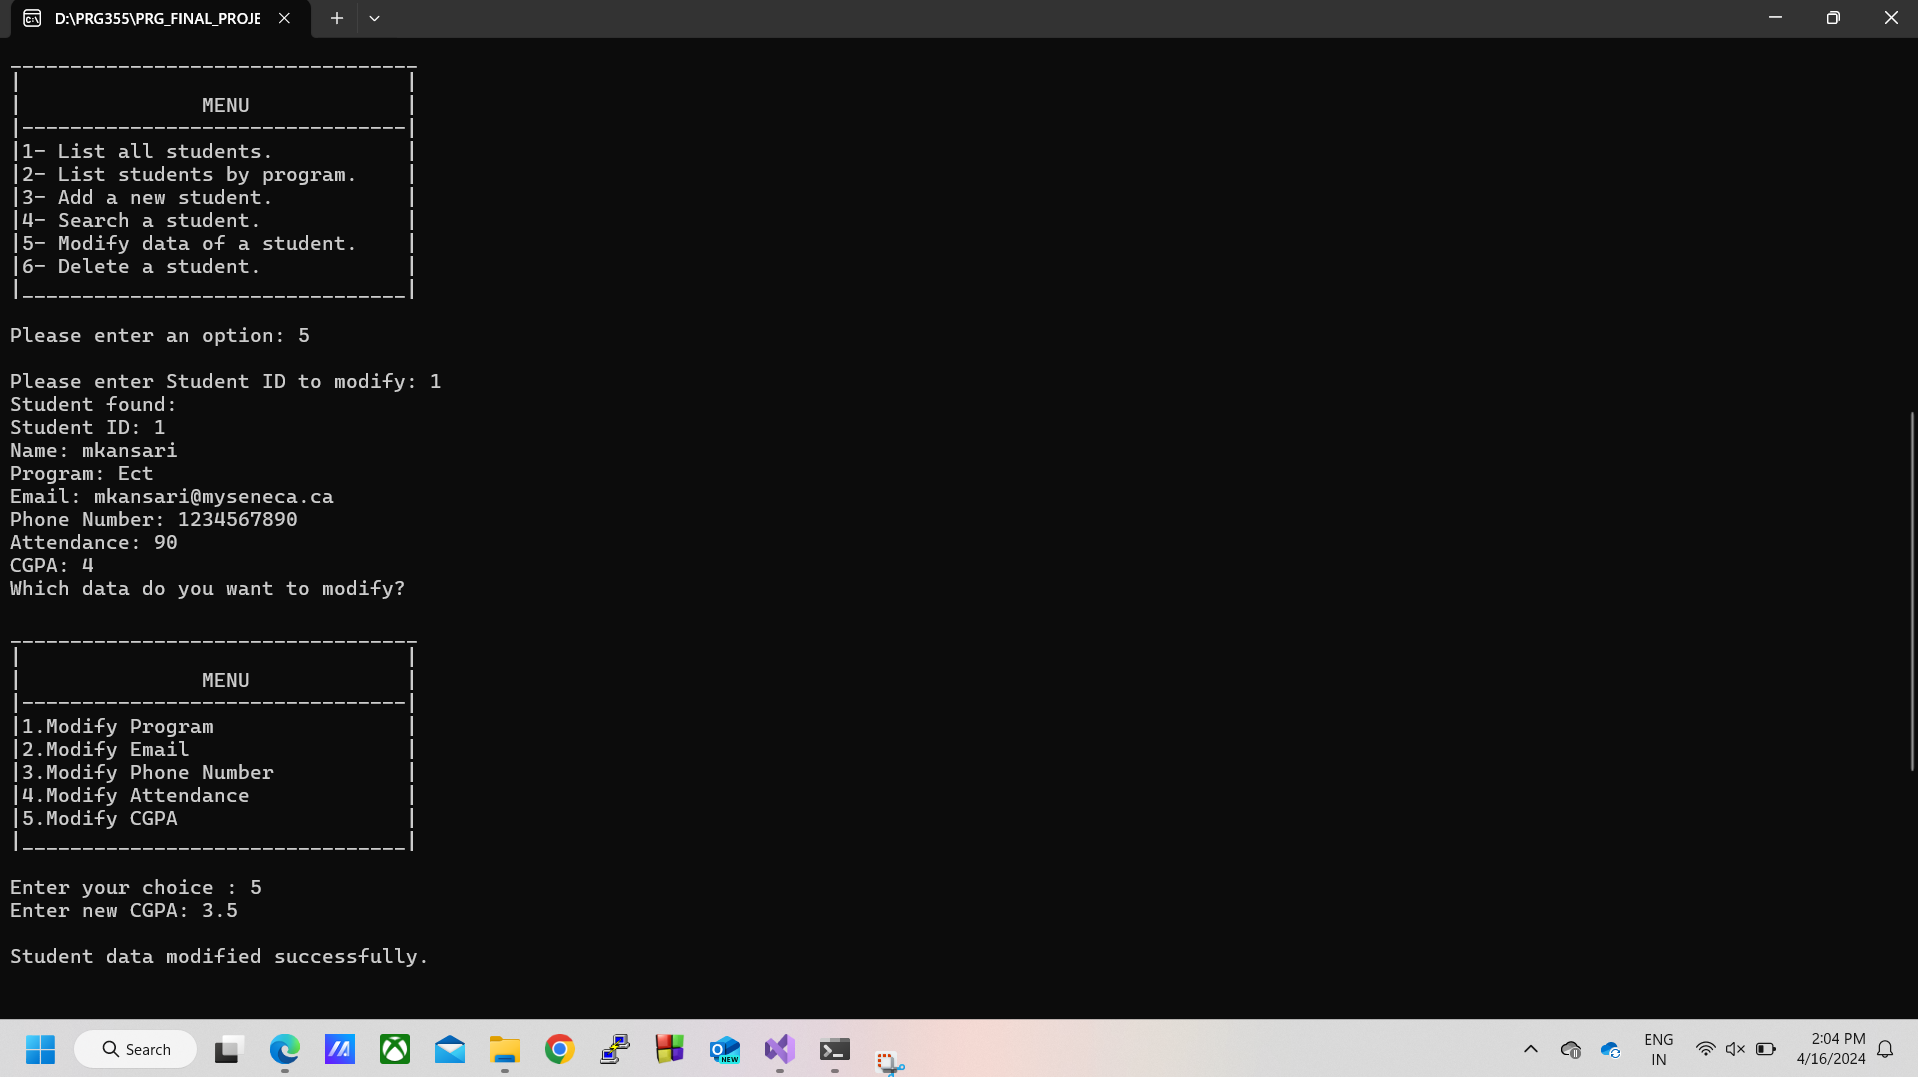 D:\PRG355\PRG_FINAL_PROJE
MENU
1- List all students.
2- List students by program.
3- Add a new student.
4- Search a student.
5- Modify data of a student.
6- Delete a student.
Please enter an option: 5
Please enter Student ID to modify: 1
Student found:
Student ID: 1
Name: mkansari
Program: Ect
Email: mkansari@myseneca.ca
Phone Number: 1234567890
Attendance: 90
CGPA: 4
Which data do you want to modify?
MENU
1.Modify Program
2.Modify Email
3.Modify Phone Number
4.Modify Attendance
5.Modify CGPA
Enter your choice : 5
Enter new CGPA: 3.5
Student data modified successfully.
Search
NEW
ENG
IN
2:04 PM
4/16/2024